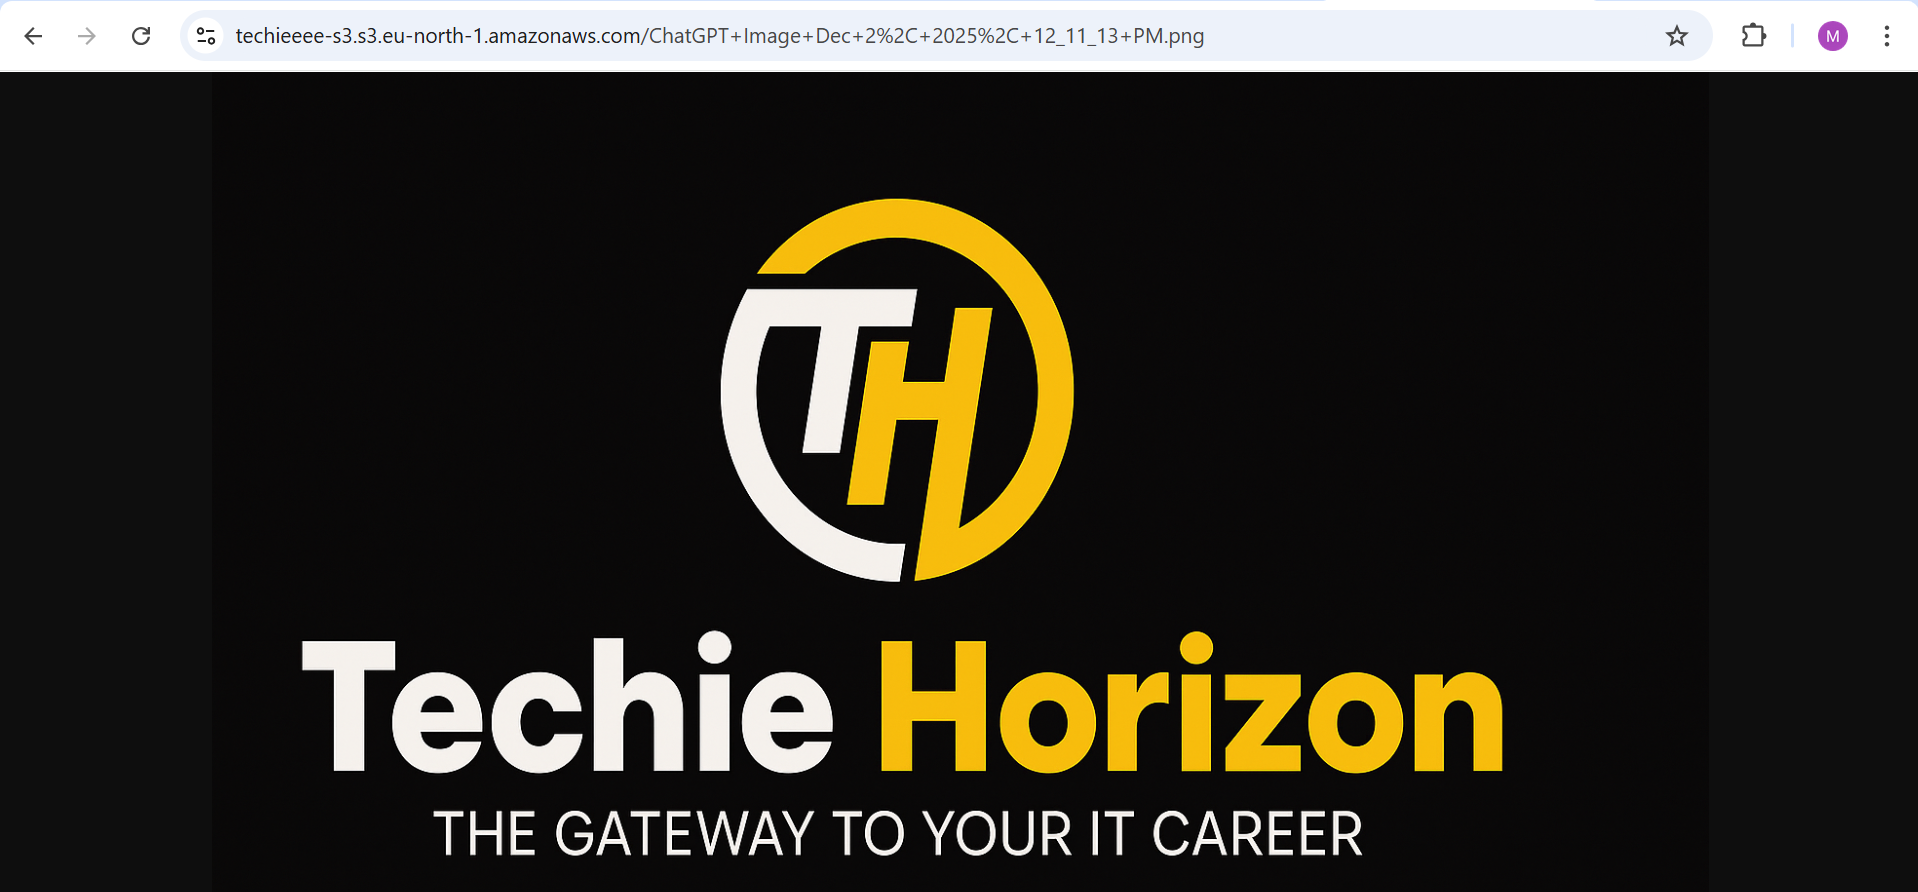 techieeee-s3.s3.eu-north-1.amazonaws.com/ChatGPT+Image+Dec+2%2C+2025%2C+12_11_13+PM.png
M
TH
Techie Horizon
THE GATEWAY TO YOUR IT CAREER